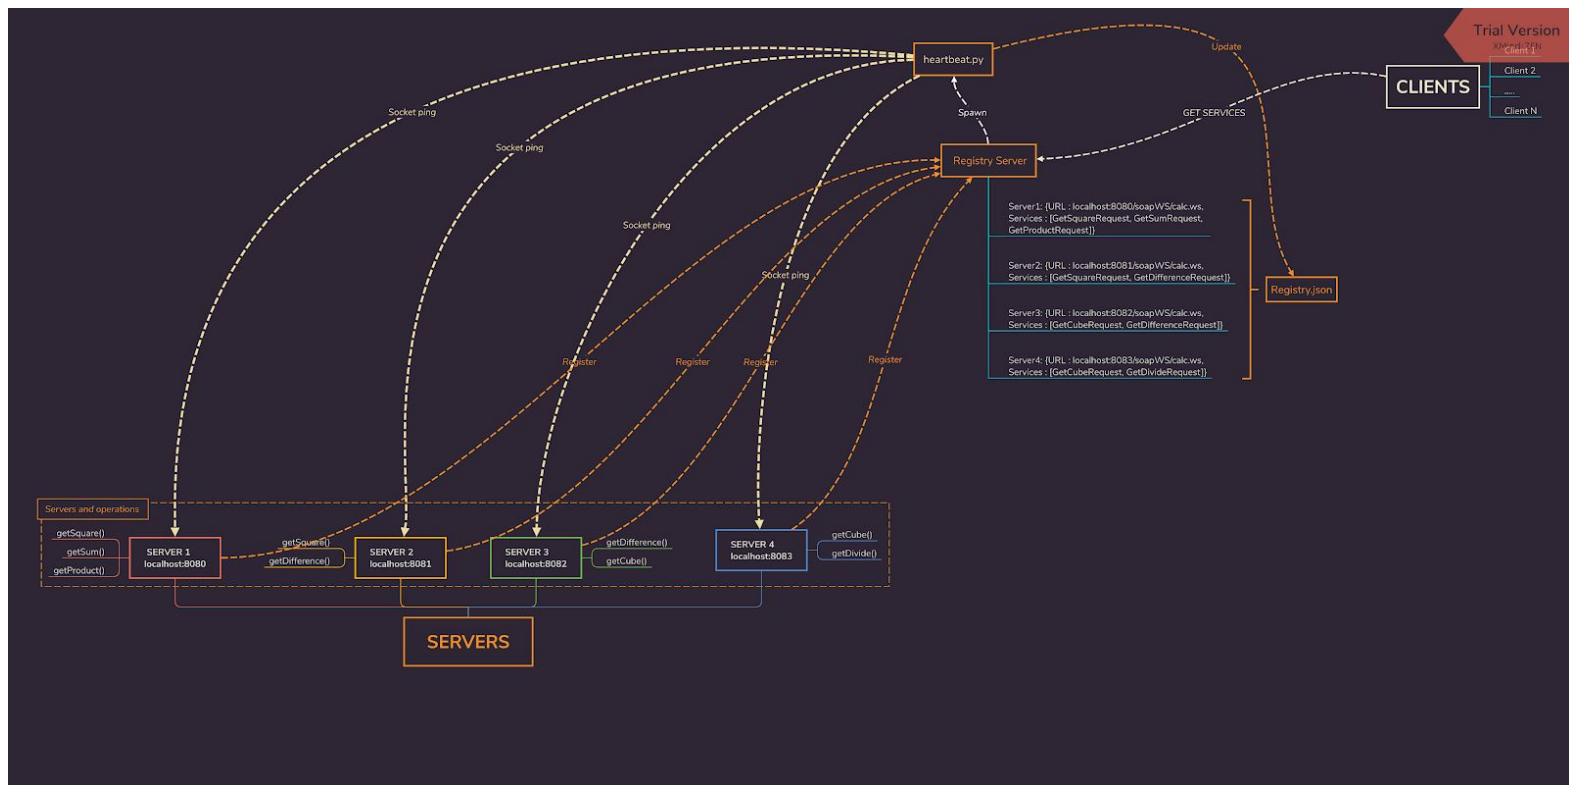 Trial Version
XMind: ZEN
heartbeat.py
Update
CLIENTS
Client 1
Client 2
.....
Client N
Socket ping
Spawn
GET SERVICES
Socket ping
Registry Server
Socket ping
Socket ping
Server1: {URL : localhost:8080/soapWS/calc.ws,
Services : [GetSquareRequest, GetSumRequest,
GetProductRequest]}
Server2: {URL : localhost:8081/soapWS/calc.ws,
Services : [GetSquareRequest, GetDifferenceRequest]}
Server3: {URL : localhost:8082/soapWS/calc.ws,
Services : [GetCubeRequest, GetDifferenceRequest]}
Server4: {URL : localhost:8083/soapWS/calc.ws,
Services : [GetCubeRequest, GetDivideRequest]}
Registry.json
Register
Register
Register
Register
Servers and operations
getSquare()
getSum()
getProduct()
SERVER 1
localhost:8080
getSquare()
getDifference()
SERVER 2
localhost:8081
SERVER 3
localhost:8082
getDifference()
getCube()
SERVER 4
localhost:8083
getCube()
getDivide()
SERVERS